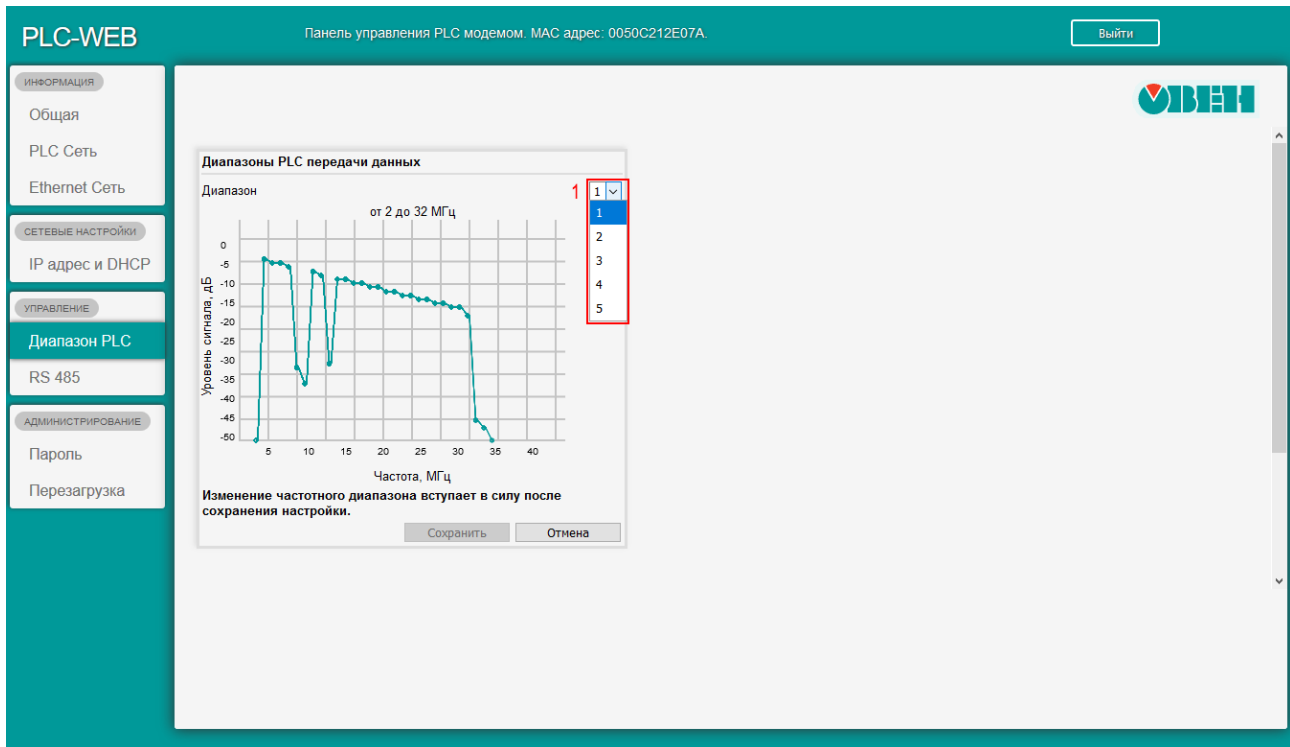 PLC-WEB
Панель управления PLC модемом. MAC адрес: 0050C212E07A.
Выйти
ИНФОРМАЦИЯ
Общая
PLC Сеть
Ethernet Сеть
СЕТЕВЫЕ НАСТРОЙКИ
IP адрес и DHCP
УПРАВЛЕНИЕ
Диапазон PLC
RS 485
АДМИНИСТРИРОВАНИЕ
Пароль
Перезагрузка
ОВЕН
Диапазоны PLC передачи данных
Диапазон
1
1
1
2
3
4
5
от 2 до 32 МГц
Уровень сигнала, дБ
0
-5
-10
-15
-20
-25
-30
-35
-40
-45
-50
5 10 15 20 25 30 35 40
Частота, МГц
Изменение частотного диапазона вступает в силу после
сохранения настройки.
Сохранить
Отмена